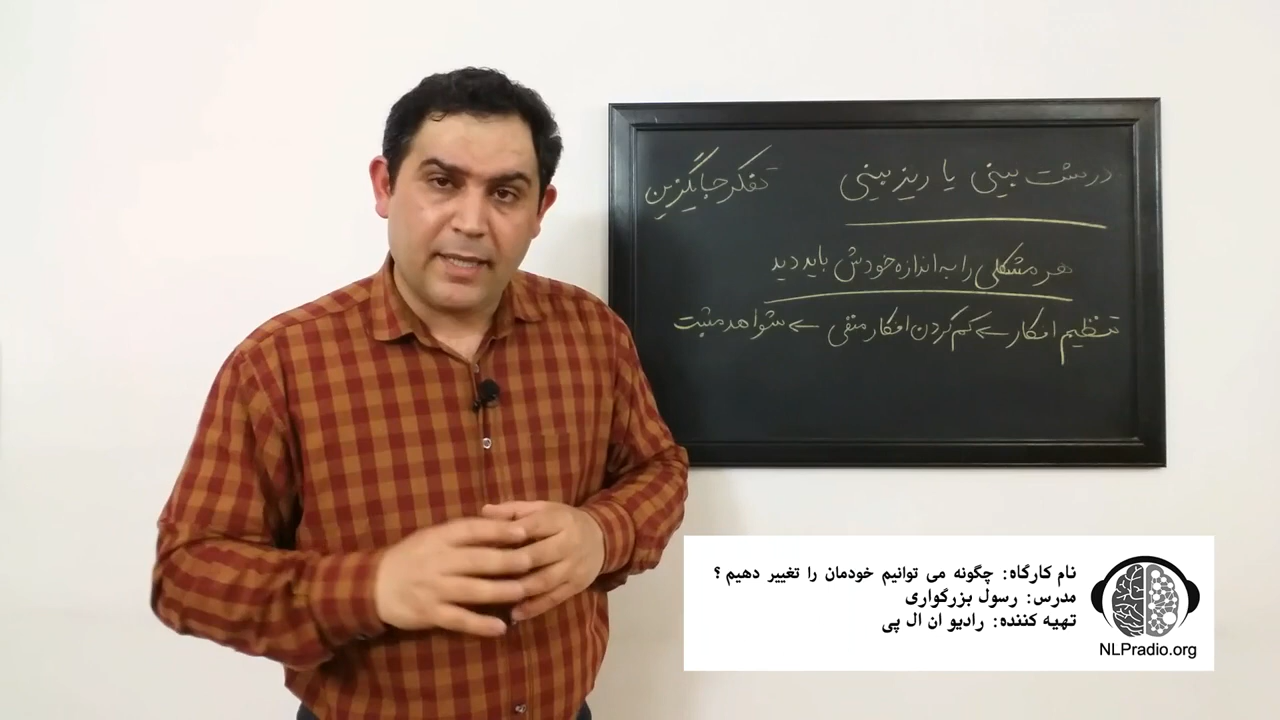 درشت بینی یا ریز بینی
تفکر جایگزین
هر مشکلی را به اندازه خودش باید دید
تنظیم افکار ← کم کردن افکار منفی ← شواهد مثبت
نام کارگاه: چگونه می توانیم خودمان را تغییر دهیم ؟
مدرس: رسول بزرگواری
تهیه کننده: رادیو ان ال پی
NLPradio.org